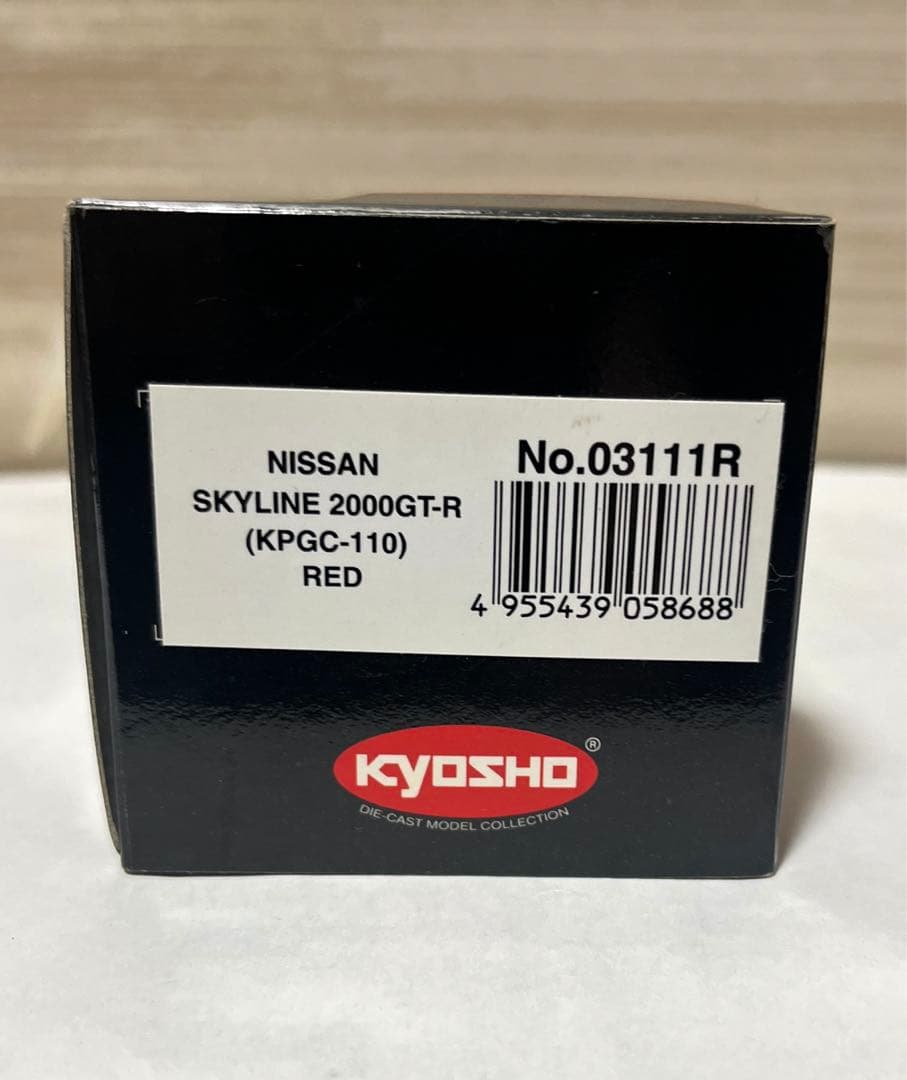 NISSAN
SKYLINE 2000GT-R
(KPGC-110)
RED
No.03111R
4 955439 058688
KYOSHO ®
DIE-CAST MODEL COLLECTION